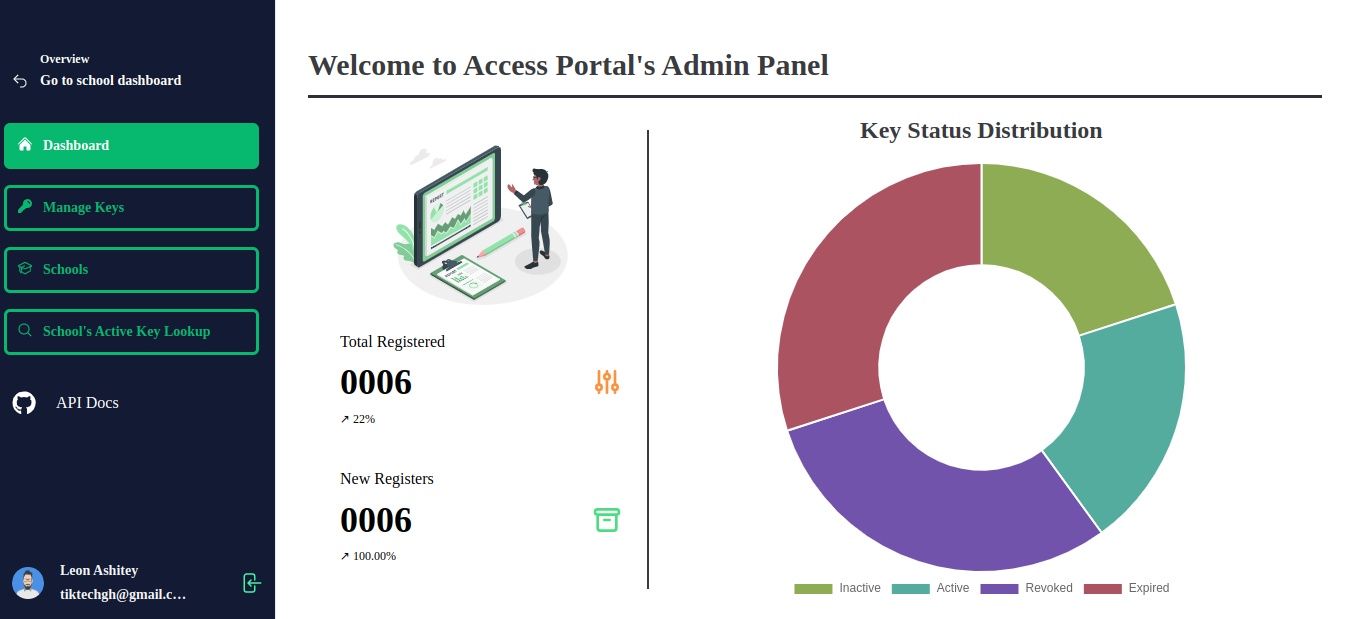 Overview
Go to school dashboard
Dashboard
Manage Keys
Schools
School's Active Key Lookup
API Docs
Leon Ashitey
tiktechgh@gmail.c…
Welcome to Access Portal's Admin Panel
REPORT
Total Registered
0006
↗ 22%
New Registers
0006
↗ 100.00%
Key Status Distribution
Inactive Active Revoked Expired